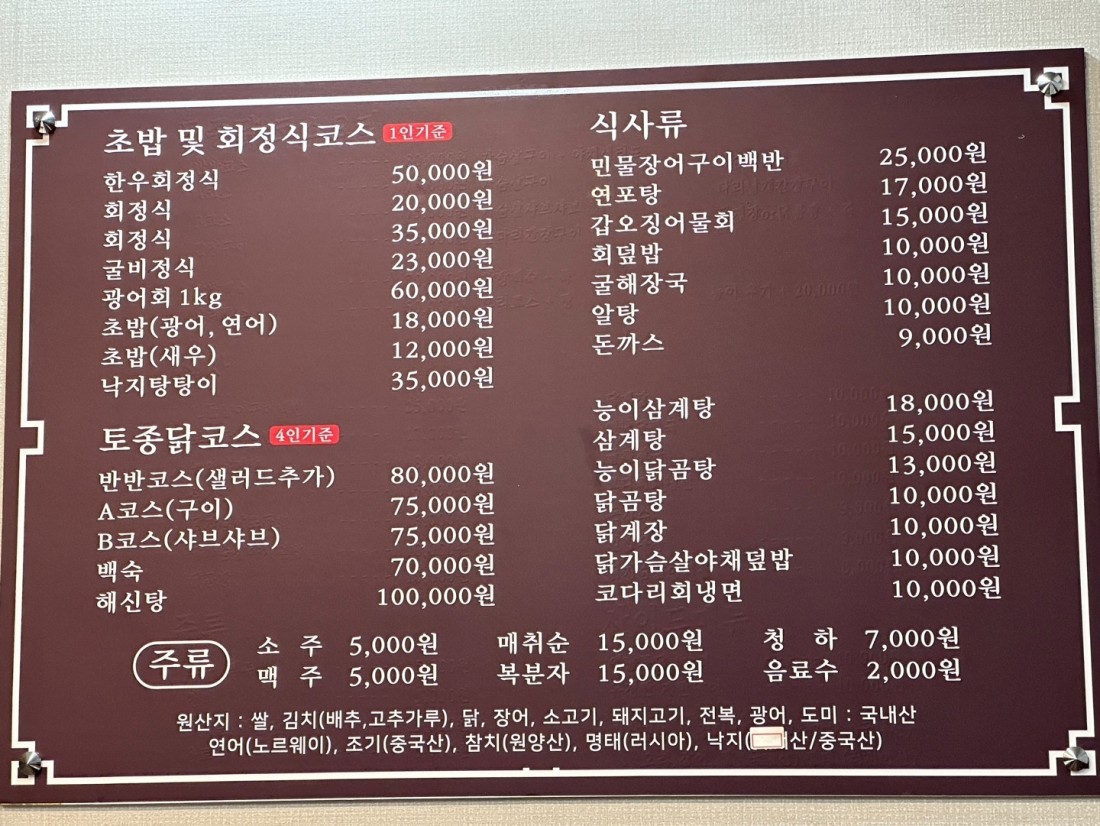 초밥 및 회정식코스 1인기준
한우회정식 50,000원
회정식 20,000원
회정식 35,000원
굴비정식 23,000원
광어회 1kg 60,000원
초밥(광어, 연어) 18,000원
초밥(새우) 12,000원
낙지탕탕이 35,000원
토종닭코스 4인기준
반반코스(샐러드추가) 80,000원
A코스(구이) 75,000원
B코스(샤브샤브) 75,000원
백숙 70,000원
해신탕 100,000원
식사류
민물장어구이백반 25,000원
연포탕 17,000원
갑오징어물회 15,000원
회덮밥 10,000원
굴해장국 10,000원
알탕 10,000원
돈까스 9,000원
능이삼계탕 18,000원
삼계탕 15,000원
능이닭곰탕 13,000원
닭곰탕 10,000원
닭계장 10,000원
닭가슴살야채덮밥 10,000원
코다리회냉면 10,000원
주류
소 주 5,000원 매취순 15,000원 청 하 7,000원
맥 주 5,000원 복분자 15,000원 음료수 2,000원
원산지 : 쌀, 김치(배추,고추가루), 닭, 장어, 소고기, 돼지고기, 전복, 광어, 도미 : 국내산
연어(노르웨이), 조기(중국산), 참치(원양산), 명태(러시아), 낙지(산/중국산)